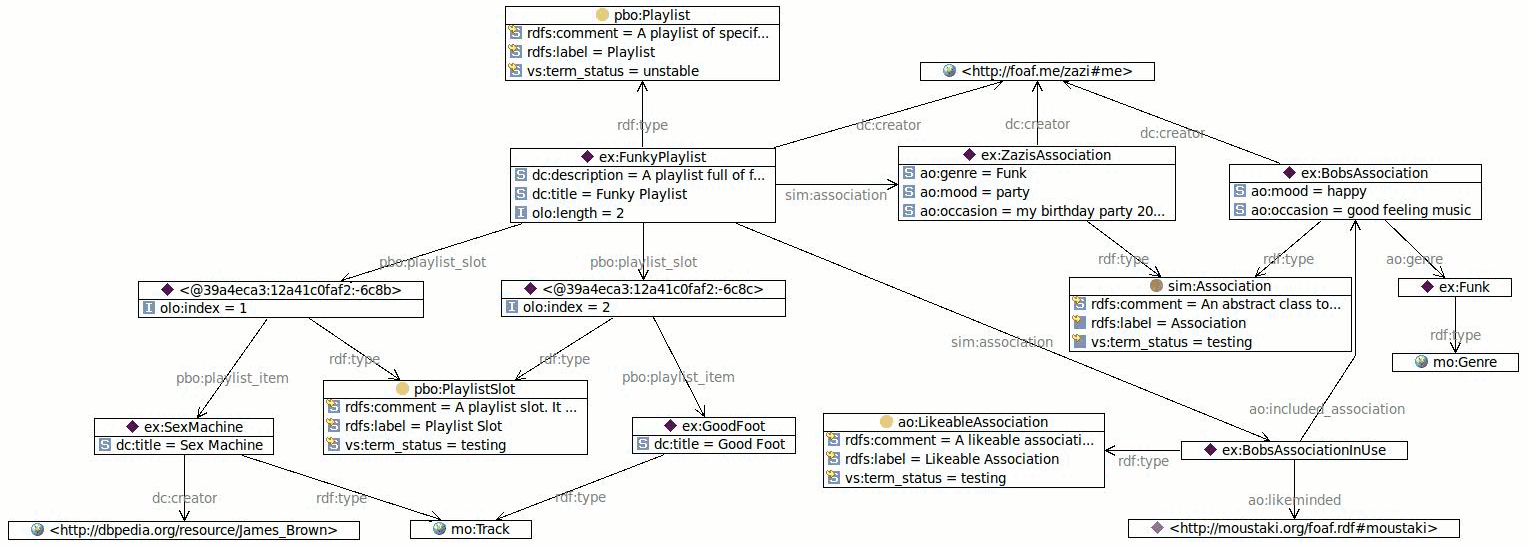 pbo:Playlist
rdfs:comment = A playlist of specif...
rdfs:label = Playlist
vs:term_status = unstable
<http://foaf.me/zazi#me>
rdf:type
dc:creator
dc:creator
dc:creator
ex:FunkyPlaylist
dc:description = A playlist full of f...
dc:title = Funky Playlist
olo:length = 2
sim:association
ex:ZazisAssociation
ao:genre = Funk
ao:mood = party
ao:occasion = my birthday party 20...
ex:BobsAssociation
ao:mood = happy
ao:occasion = good feeling music
pbo:playlist_slot
pbo:playlist_slot
rdf:type
rdf:type
ao:genre
<@39a4eca3:12a41c0faf2:-6c8b>
olo:index = 1
<@39a4eca3:12a41c0faf2:-6c8c>
olo:index = 2
sim:Association
rdfs:comment = An abstract class to...
rdfs:label = Association
vs:term_status = testing
ex:Funk
rdf:type
mo:Genre
sim:association
rdf:type
rdf:type
pbo:playlist_item
pbo:playlist_item
pbo:PlaylistSlot
rdfs:comment = A playlist slot. It ...
rdfs:label = Playlist Slot
vs:term_status = testing
ex:SexMachine
dc:title = Sex Machine
ex:GoodFoot
dc:title = Good Foot
ao:LikeableAssociation
rdfs:comment = A likeable associati...
rdfs:label = Likeable Association
vs:term_status = testing
ao:included_association
rdf:type
ex:BobsAssociationInUse
dc:creator
rdf:type
rdf:type
ao:likeminded
<http://dbpedia.org/resource/James_Brown>
mo:Track
<http://moustaki.org/foaf.rdf#moustaki>